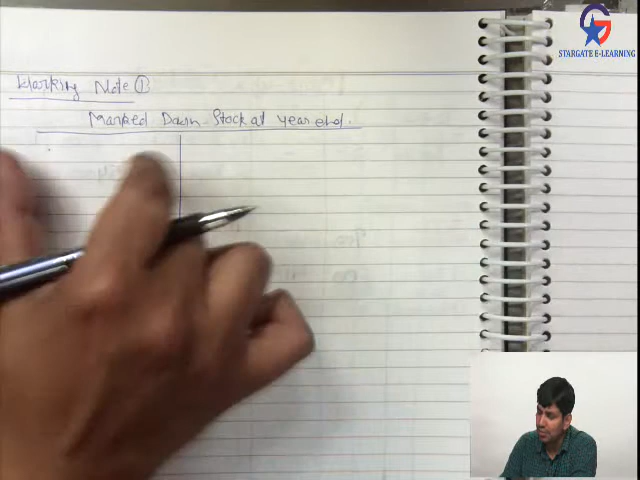 STARGATE E-LEARNING
Working Note ①
Marked Down Stock at year end.